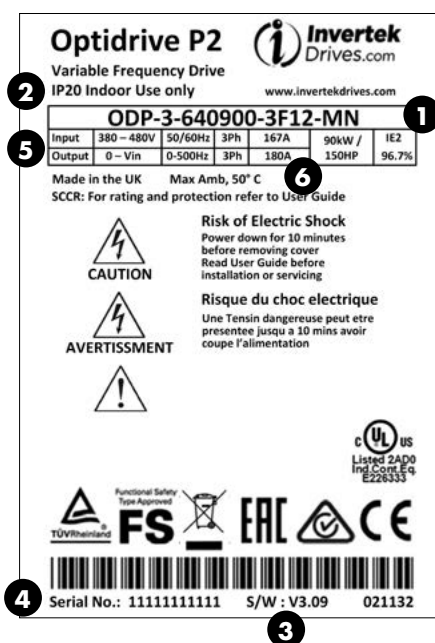 Optidrive P2
Invertek
Drives.com
Variable Frequency Drive
2 IP20 Indoor Use only
www.invertekdrives.com
ODP-3-640900-3F12-MN 1
5 Input 380 – 480V 50/60Hz 3Ph 167A 90kW / 150HP IE2
Output 0 – Vin 0-500Hz 3Ph 180A 96.7%
Made in the UK Max Amb, 50° C 6
SCCR: For rating and protection refer to User Guide
Risk of Electric Shock
Power down for 10 minutes
before removing cover
Read User Guide before
installation or servicing
CAUTION
Risque du choc electrique
Une Tensin dangereuse peut etre
presentee jusqu a 10 mins avoir
coupe l'alimentation
AVERTISSMENT
c UL us
Listed 2AD0
Ind.Cont.Eq.
E226333
TÜVRheinland
Functional Safety
Type Approved
FS
EAC
CE
4 Serial No.: 11111111111 S/W : V3.09 021132
3